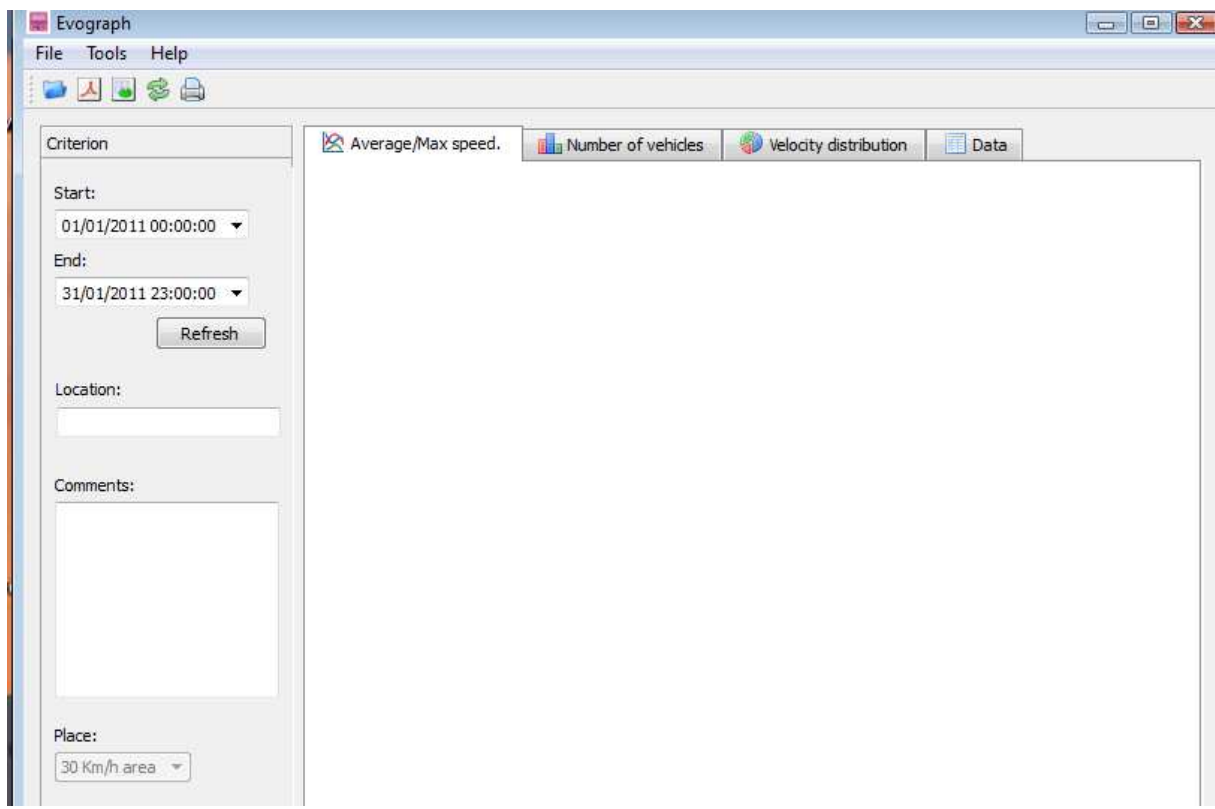 Evograph
File Tools Help
Criterion
Average/Max speed. Number of vehicles Velocity distribution Data
Start:
01/01/2011 00:00:00
End:
31/01/2011 23:00:00
Refresh
Location:
Comments:
Place:
30 Km/h area